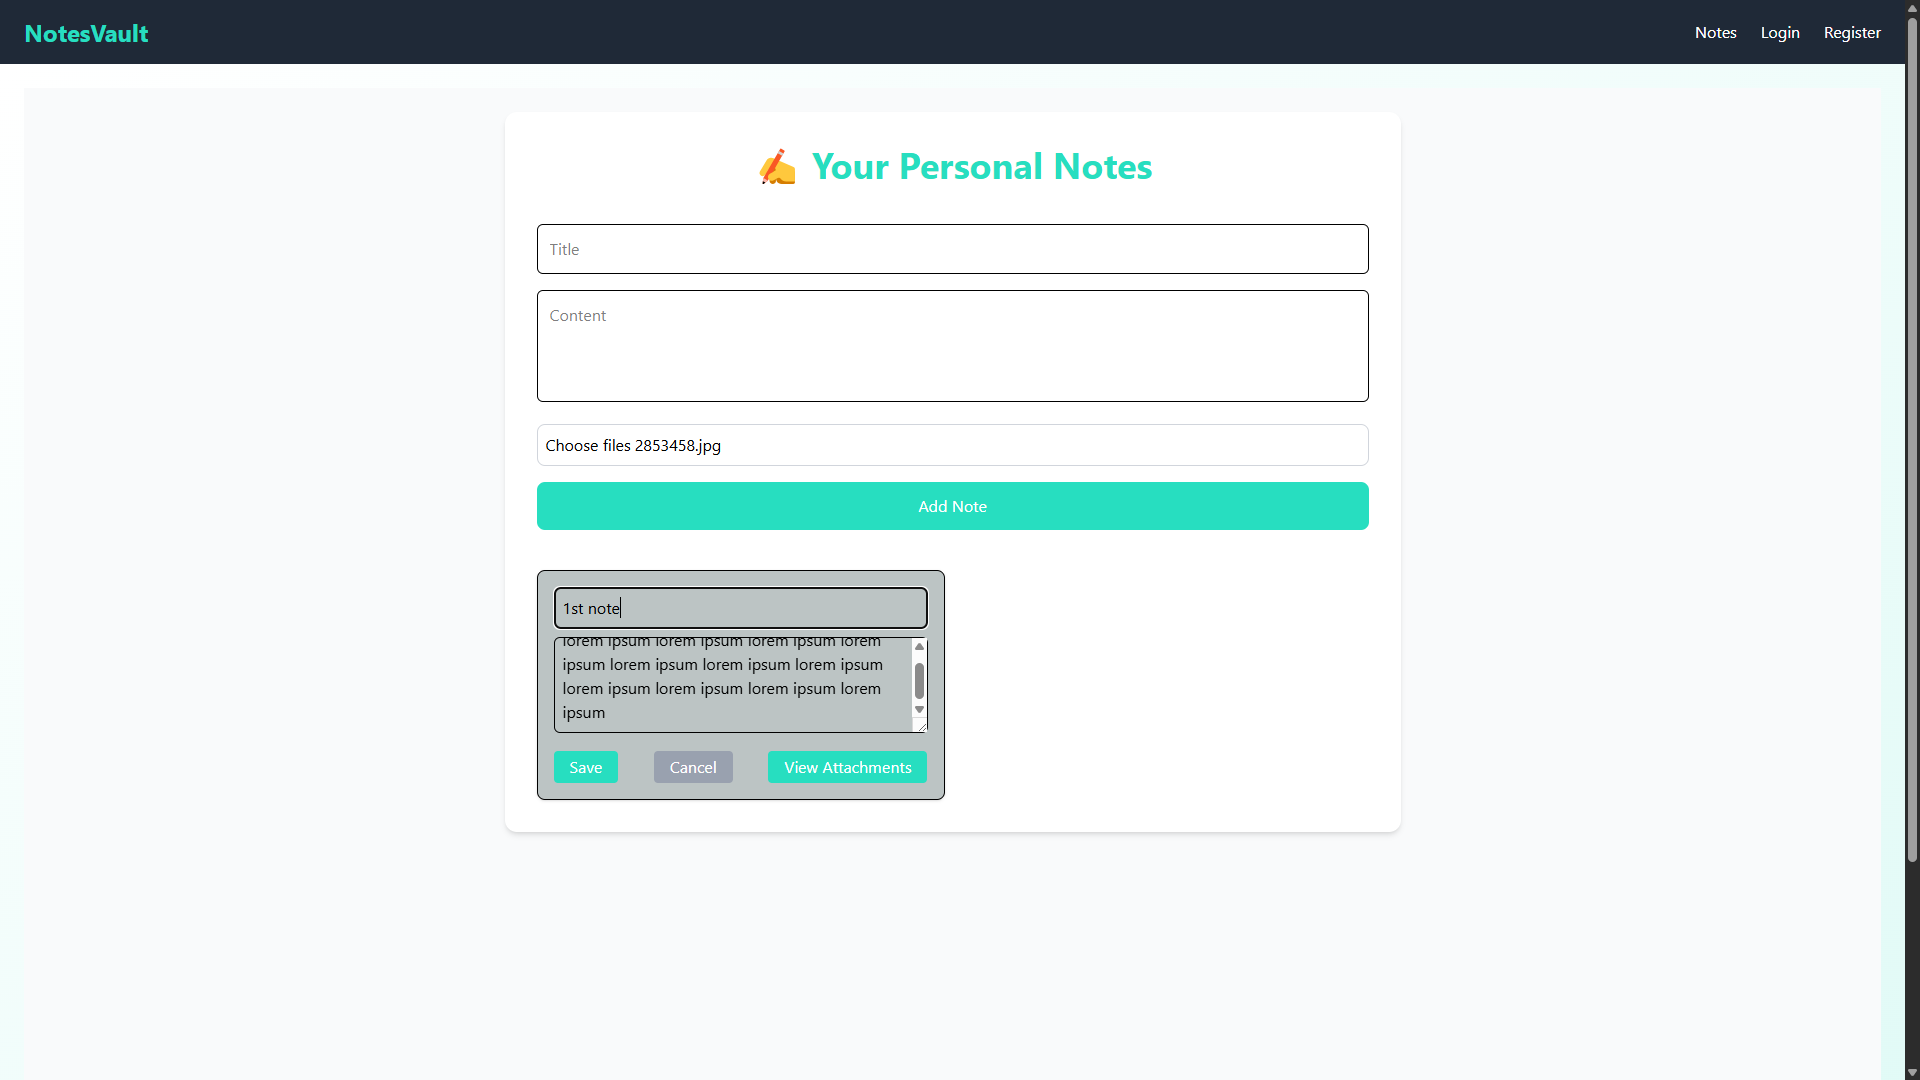 NotesVault
Notes Login Register
✍️ Your Personal Notes
Title
Content
Choose files 2853458.jpg
Add Note
1st note
lorem ipsum lorem ipsum lorem ipsum lorem
ipsum lorem ipsum lorem ipsum lorem ipsum
lorem ipsum lorem ipsum lorem ipsum lorem
ipsum
Save Cancel View Attachments